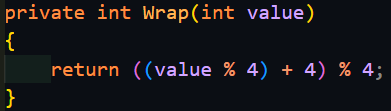 private int Wrap(int value)
{
    return ((value % 4) + 4) % 4;
}